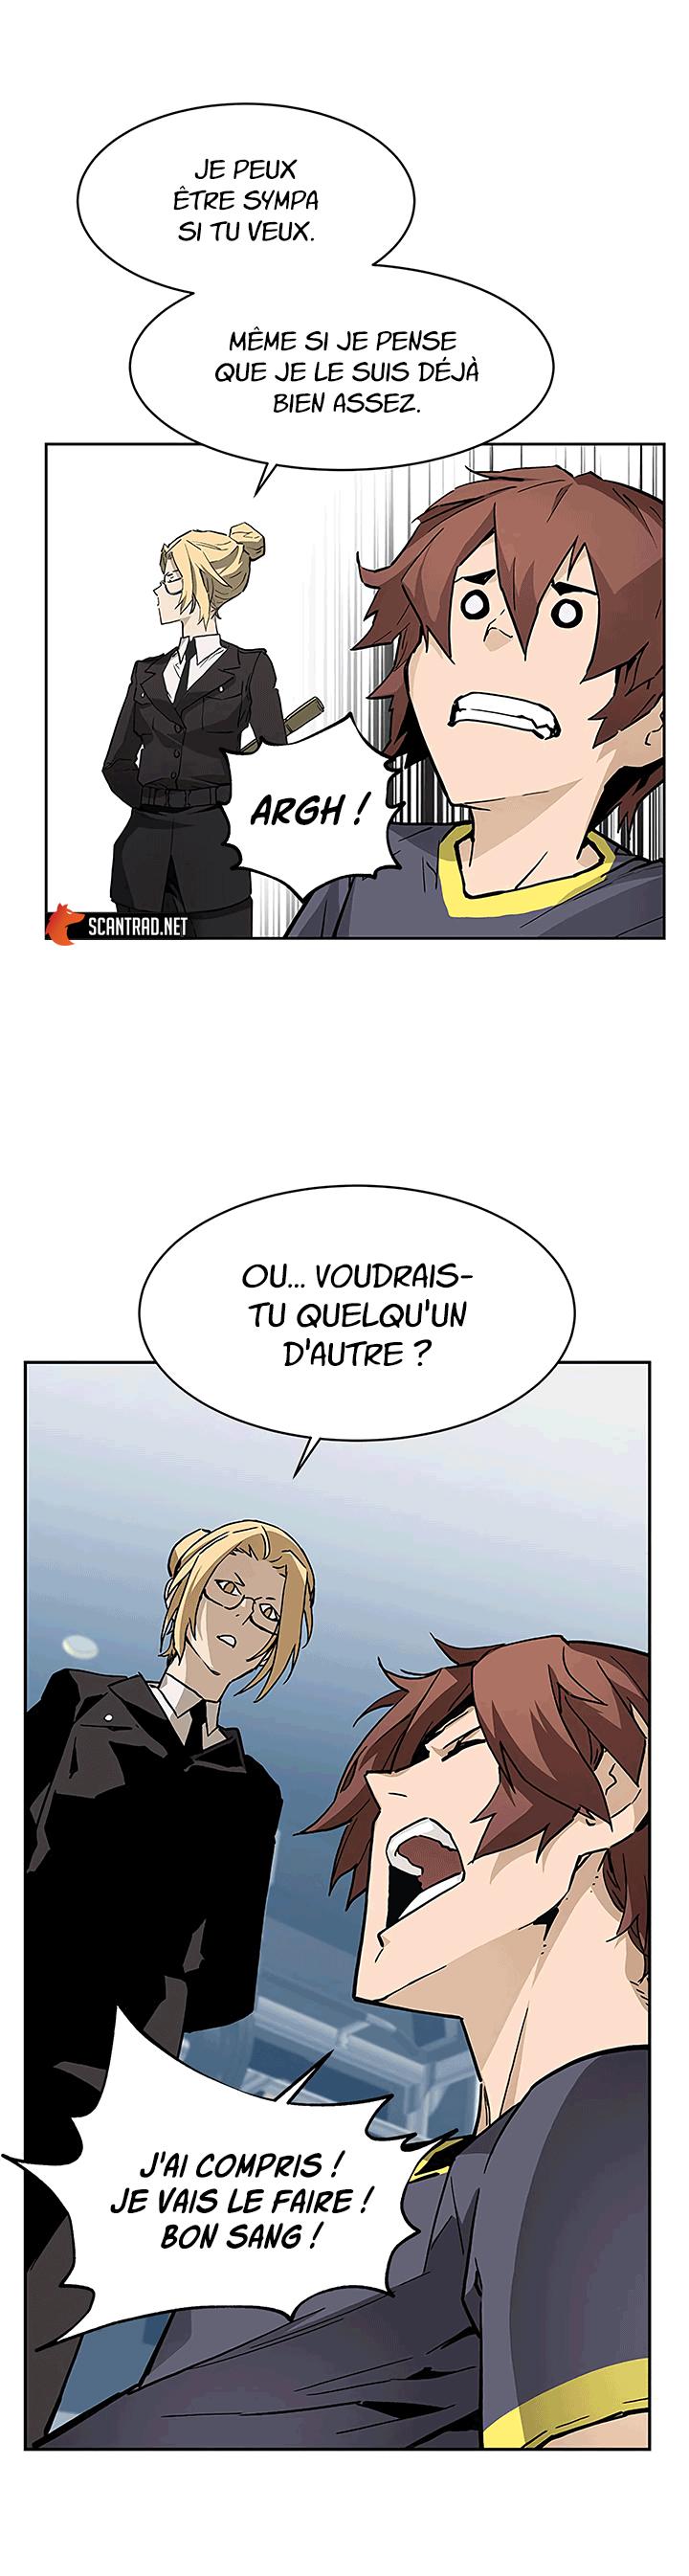 JE PEUX
ÊTRE SYMPA
SI TU VEUX.
MÊME SI JE PENSE
QUE JE LE SUIS DÉJÀ
BIEN ASSEZ.
ARGH !
SCANTRAD.NET
OU... VOUDRAIS-
TU QUELQU'UN
D'AUTRE ?
J'AI COMPRIS !
JE VAIS LE FAIRE !
BON SANG !